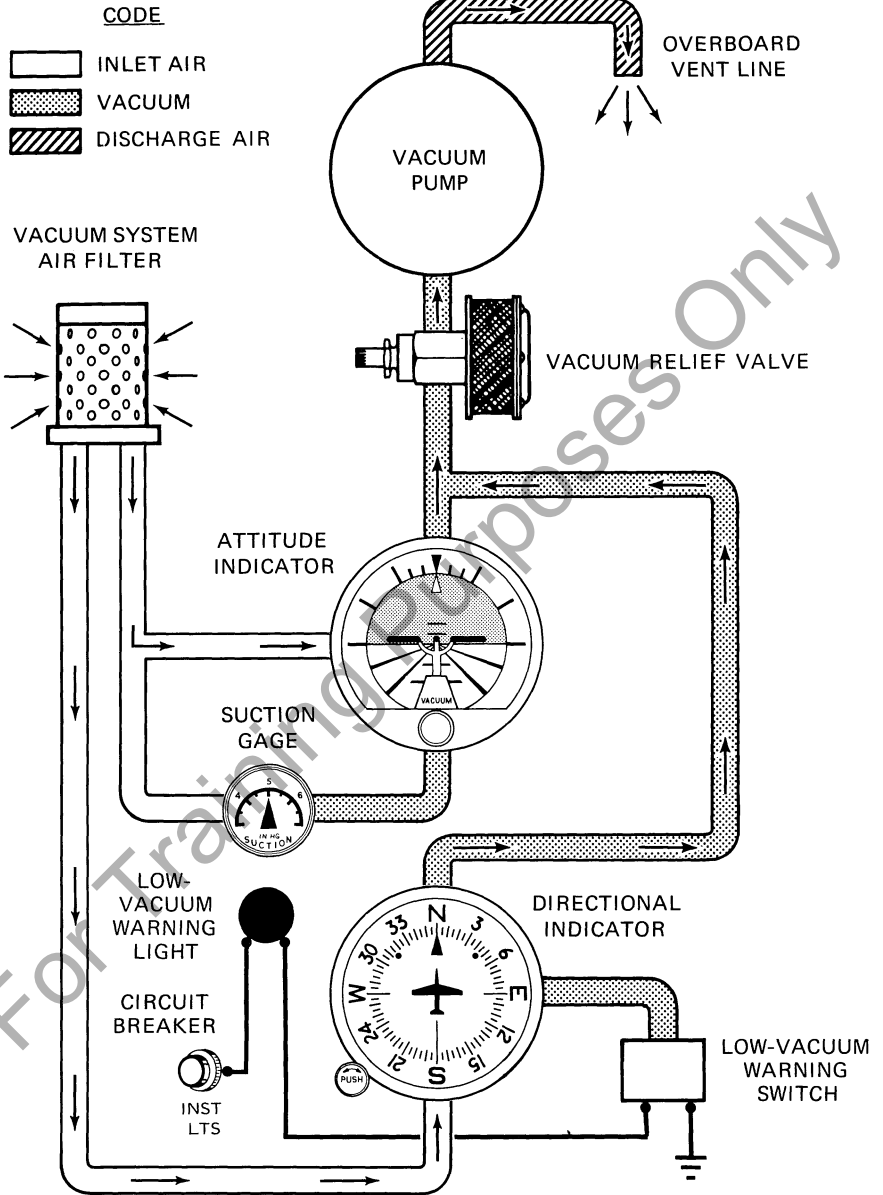 CODE
INLET AIR
VACUUM
DISCHARGE AIR
OVERBOARD
VENT LINE
VACUUM
PUMP
VACUUM SYSTEM
AIR FILTER
VACUUM RELIEF VALVE
ATTITUDE
INDICATOR
VACUUM
SUCTION
GAGE
4 5 6
IN HG
SUCTION
LOW-
VACUUM
WARNING
LIGHT
DIRECTIONAL
INDICATOR
N 3 6 E 12 15 S 21 24 W 30 33
CIRCUIT
BREAKER
PUSH
INST
LTS
LOW-VACUUM
WARNING
SWITCH
For Training Purposes Only